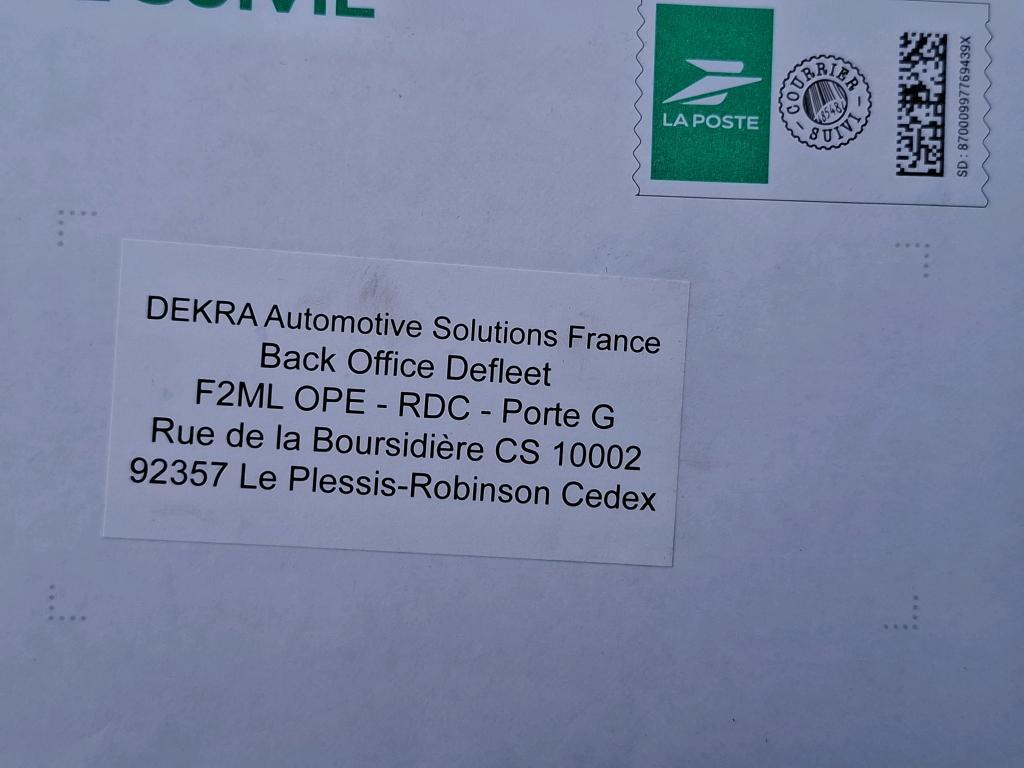 LA POSTE
COURRIER SUIVI
SD: 87000997769439X
DEKRA Automotive Solutions France
Back Office Defleet
F2ML OPE - RDC - Porte G
Rue de la Boursidière CS 10002
92357 Le Plessis-Robinson Cedex